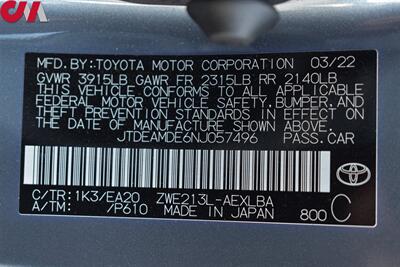 CIA
MFD.BY:TOYOTA MOTOR CORPORATION 03/22
GVWR 3915LB GAWR FR 2315LB RR 2140LB
THIS VEHICLE CONFORMS TO ALL APPLICABLE
FEDERAL MOTOR VEHICLE SAFETY,BUMPER,AND
THEFT PREVENTION STANDARDS IN EFFECT ON
THE DATE OF MANUFACTURE SHOWN ABOVE.
JTDEAMDE6NJ057496 PASS.CAR
C/TR:1K3/EA20 ZWE213L-AEXLBA
A/TM: /P610 MADE IN JAPAN 800 C
TOYOTA